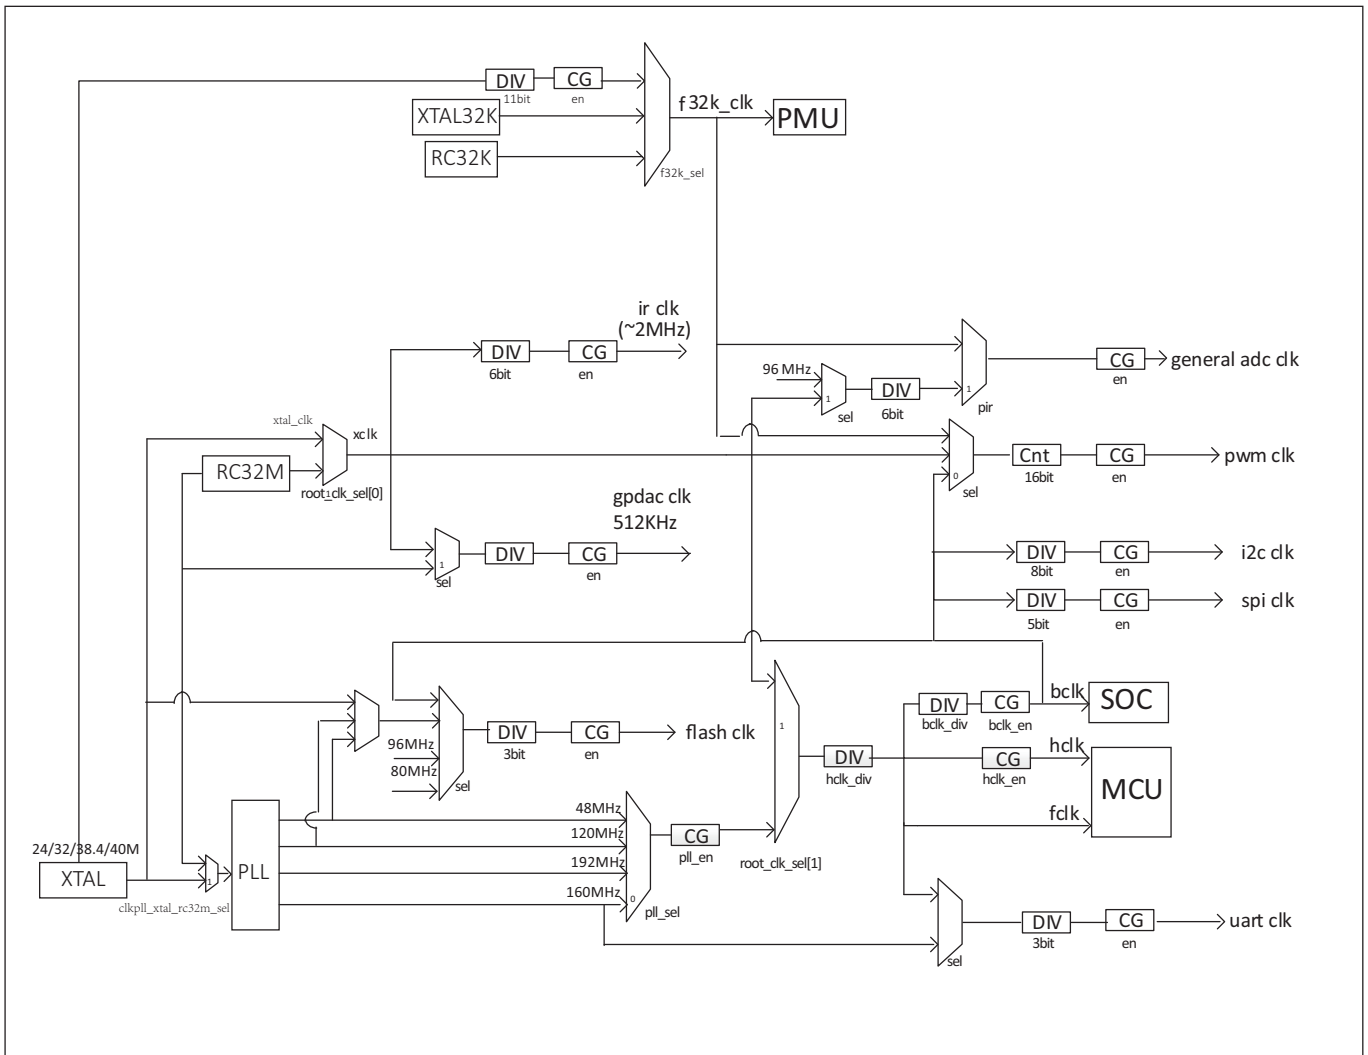 DIV
CG
11bit
en
XTAL32K
RC32K
f32k_clk
PMU
f32k_sel
ir clk
(~2MHz)
DIV
CG
6bit
en
96 MHz
1
sel
DIV
6bit
1
pir
CG
en
general adc clk
xtal_clk
xclk
RC32M
root_clk_sel[0]
0
sel
Cnt
16bit
CG
en
pwm clk
gpdac clk
512KHz
1
sel
DIV
CG
en
DIV
8bit
CG
en
i2c clk
DIV
5bit
CG
en
spi clk
96MHz
80MHz
sel
DIV
3bit
CG
en
flash clk
1
root_clk_sel[1]
DIV
hclk_div
DIV
bclk_div
CG
bclk_en
bclk
SOC
CG
hclk_en
hclk
fclk
MCU
24/32/38.4/40M
XTAL
1
clkpll_xtal_rc32m_sel
PLL
48MHz
120MHz
192MHz
160MHz
0
pll_sel
CG
pll_en
sel
DIV
3bit
CG
en
uart clk